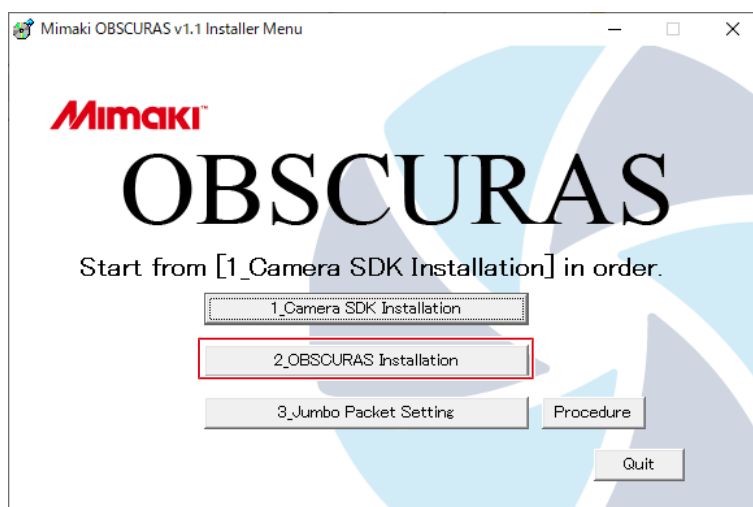 Mimaki OBSCURAS v1.1 Installer Menu
Mimaki™
OBSCURAS
Start from [1_Camera SDK Installation] in order.
1_Camera SDK Installation
2_OBSCURAS Installation
3_Jumbo Packet Setting
Procedure
Quit